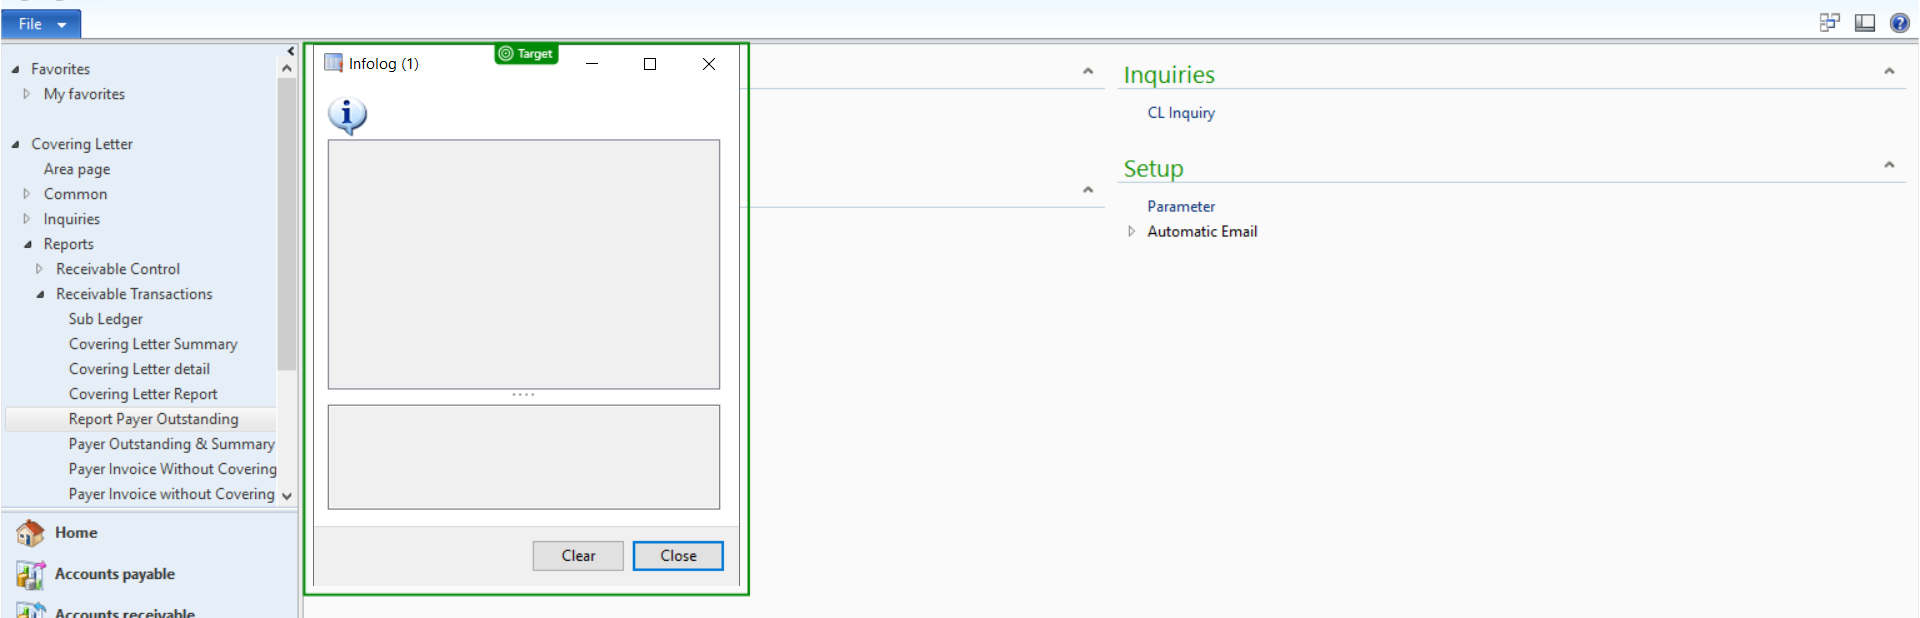 File
Favorites
My favorites
Covering Letter
Area page
Common
Inquiries
Reports
Receivable Control
Receivable Transactions
Sub Ledger
Covering Letter Summary
Covering Letter detail
Covering Letter Report
Report Payer Outstanding
Payer Outstanding & Summary
Payer Invoice Without Covering
Payer Invoice without Covering
Home
Accounts payable
Accounts receivable
Target
Infolog (1)
Clear
Close
Inquiries
CL Inquiry
Setup
Parameter
Automatic Email